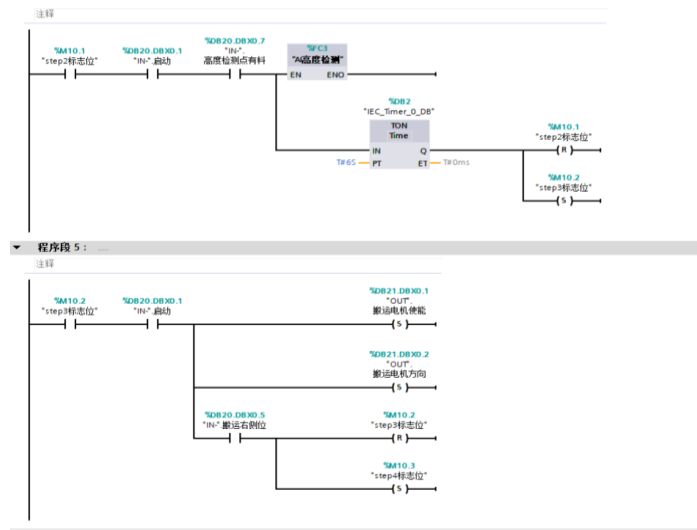 注释
%M10.1
"step2标志位"
%DB20.DBX0.1
"IN-".启动
%DB20.DBX0.7
"IN-".
高度检测点有料
%FC3
"AI高度检测"
EN
ENO
%DB2
"IEC_Timer_0_DB"
TON
Time
IN
Q
T#6S
PT
ET
T#0ms
%M10.1
"step2标志位"
R
%M10.2
"step3标志位"
S
程序段 5：
注释
%M10.2
"step3标志位"
%DB20.DBX0.1
"IN-".启动
%DB21.DBX0.1
"OUT".
搬运电机使能
S
%DB21.DBX0.2
"OUT".
搬运电机方向
S
%DB20.DBX0.5
"IN-".搬运右侧位
%M10.2
"step3标志位"
R
%M10.3
"step4标志位"
S